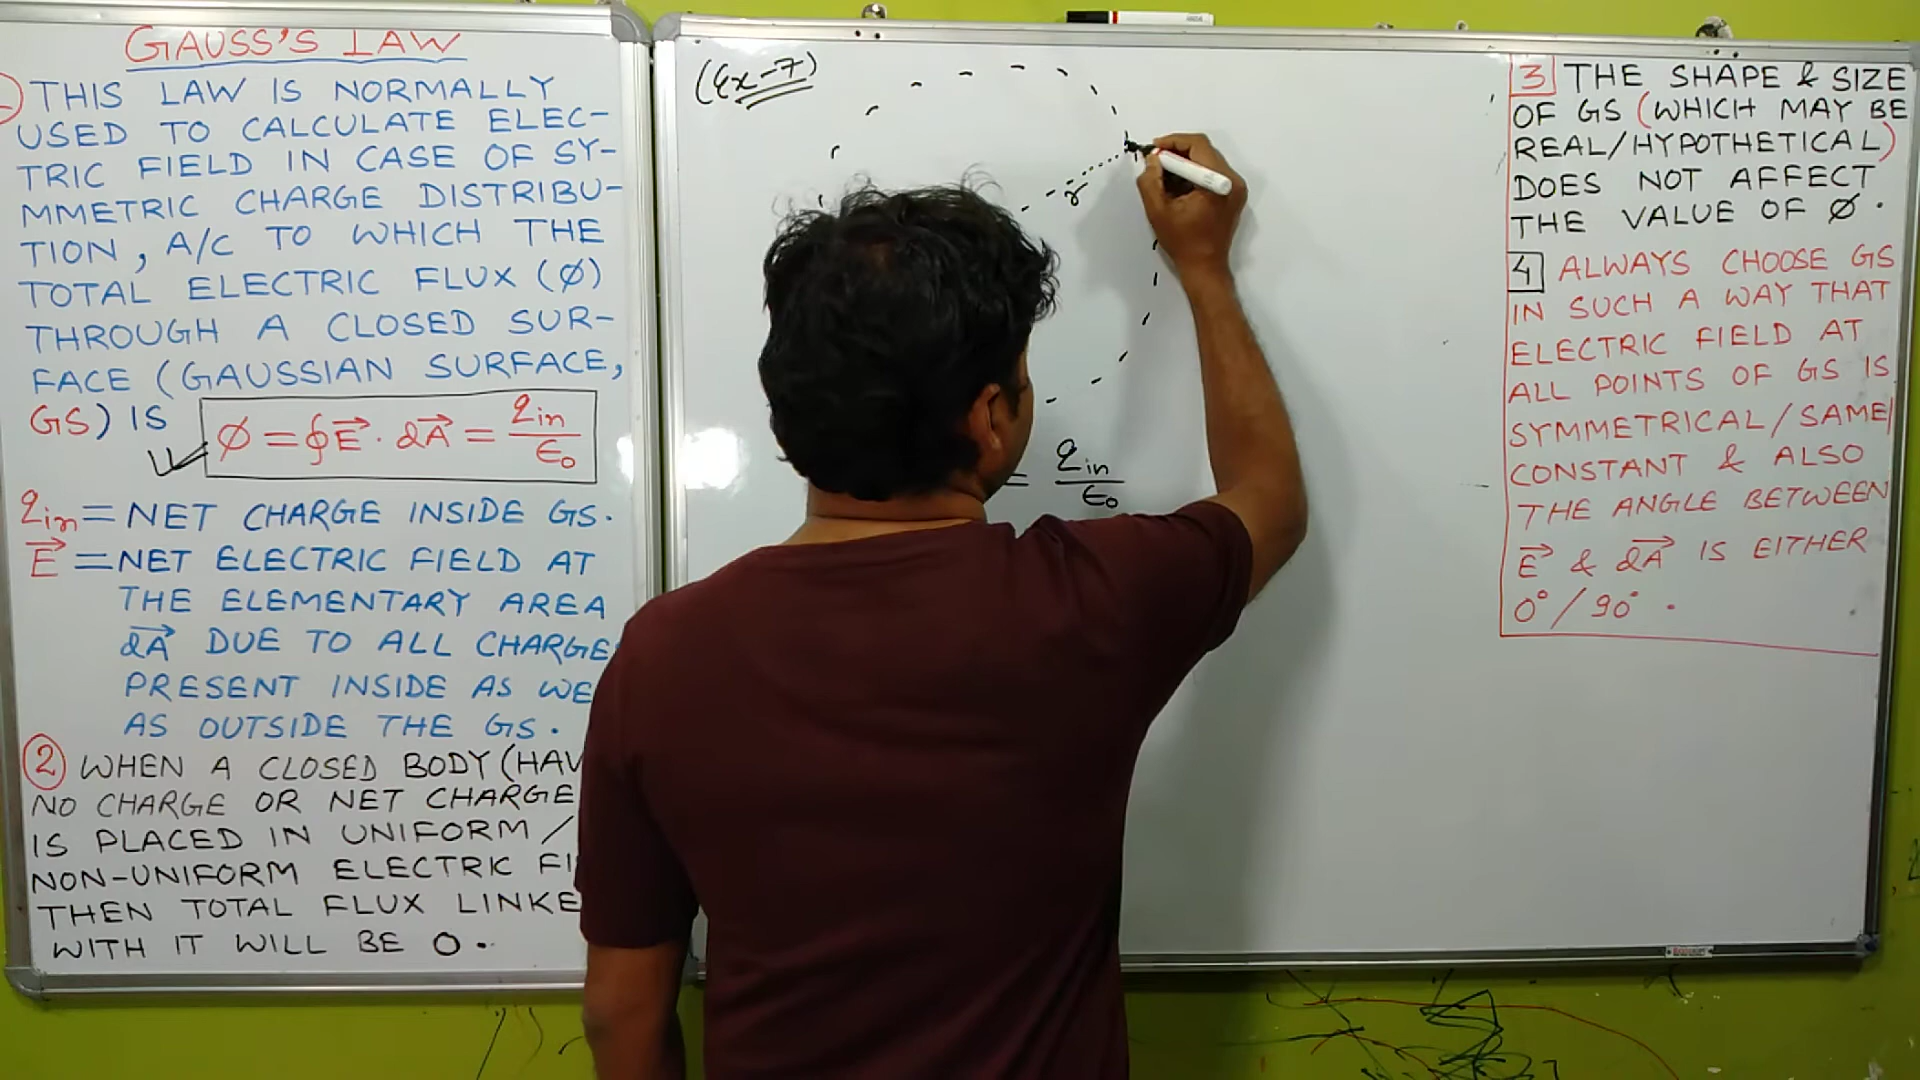 GAUSS'S LAW
THIS LAW IS NORMALLY
USED TO CALCULATE ELEC-
TRIC FIELD IN CASE OF SY-
MMETRIC CHARGE DISTRIBU-
TION, A/C TO WHICH THE
TOTAL ELECTRIC FLUX (Ø)
THROUGH A CLOSED SUR-
FACE (GAUSSIAN SURFACE,
GS) IS Ø = ∮E⃗ · dA⃗ = qin/ϵ0
qin = NET CHARGE INSIDE GS.
E⃗ = NET ELECTRIC FIELD AT
THE ELEMENTARY AREA
dA⃗ DUE TO ALL CHARGE
PRESENT INSIDE AS WE
AS OUTSIDE THE GS.
2 WHEN A CLOSED BODY (HAV
NO CHARGE OR NET CHARGE
IS PLACED IN UNIFORM /
NON-UNIFORM ELECTRIC FI
THEN TOTAL FLUX LINKE
WITH IT WILL BE 0.
(Ex-7)
r
= qin/ϵ0
3 THE SHAPE & SIZE
OF GS (WHICH MAY BE
REAL/HYPOTHETICAL)
DOES NOT AFFECT
THE VALUE OF Ø.
4 ALWAYS CHOOSE GS
IN SUCH A WAY THAT
ELECTRIC FIELD AT
ALL POINTS OF GS IS
SYMMETRICAL/SAME/
CONSTANT & ALSO
THE ANGLE BETWEEN
E⃗ & dA⃗ IS EITHER
0°/90°.